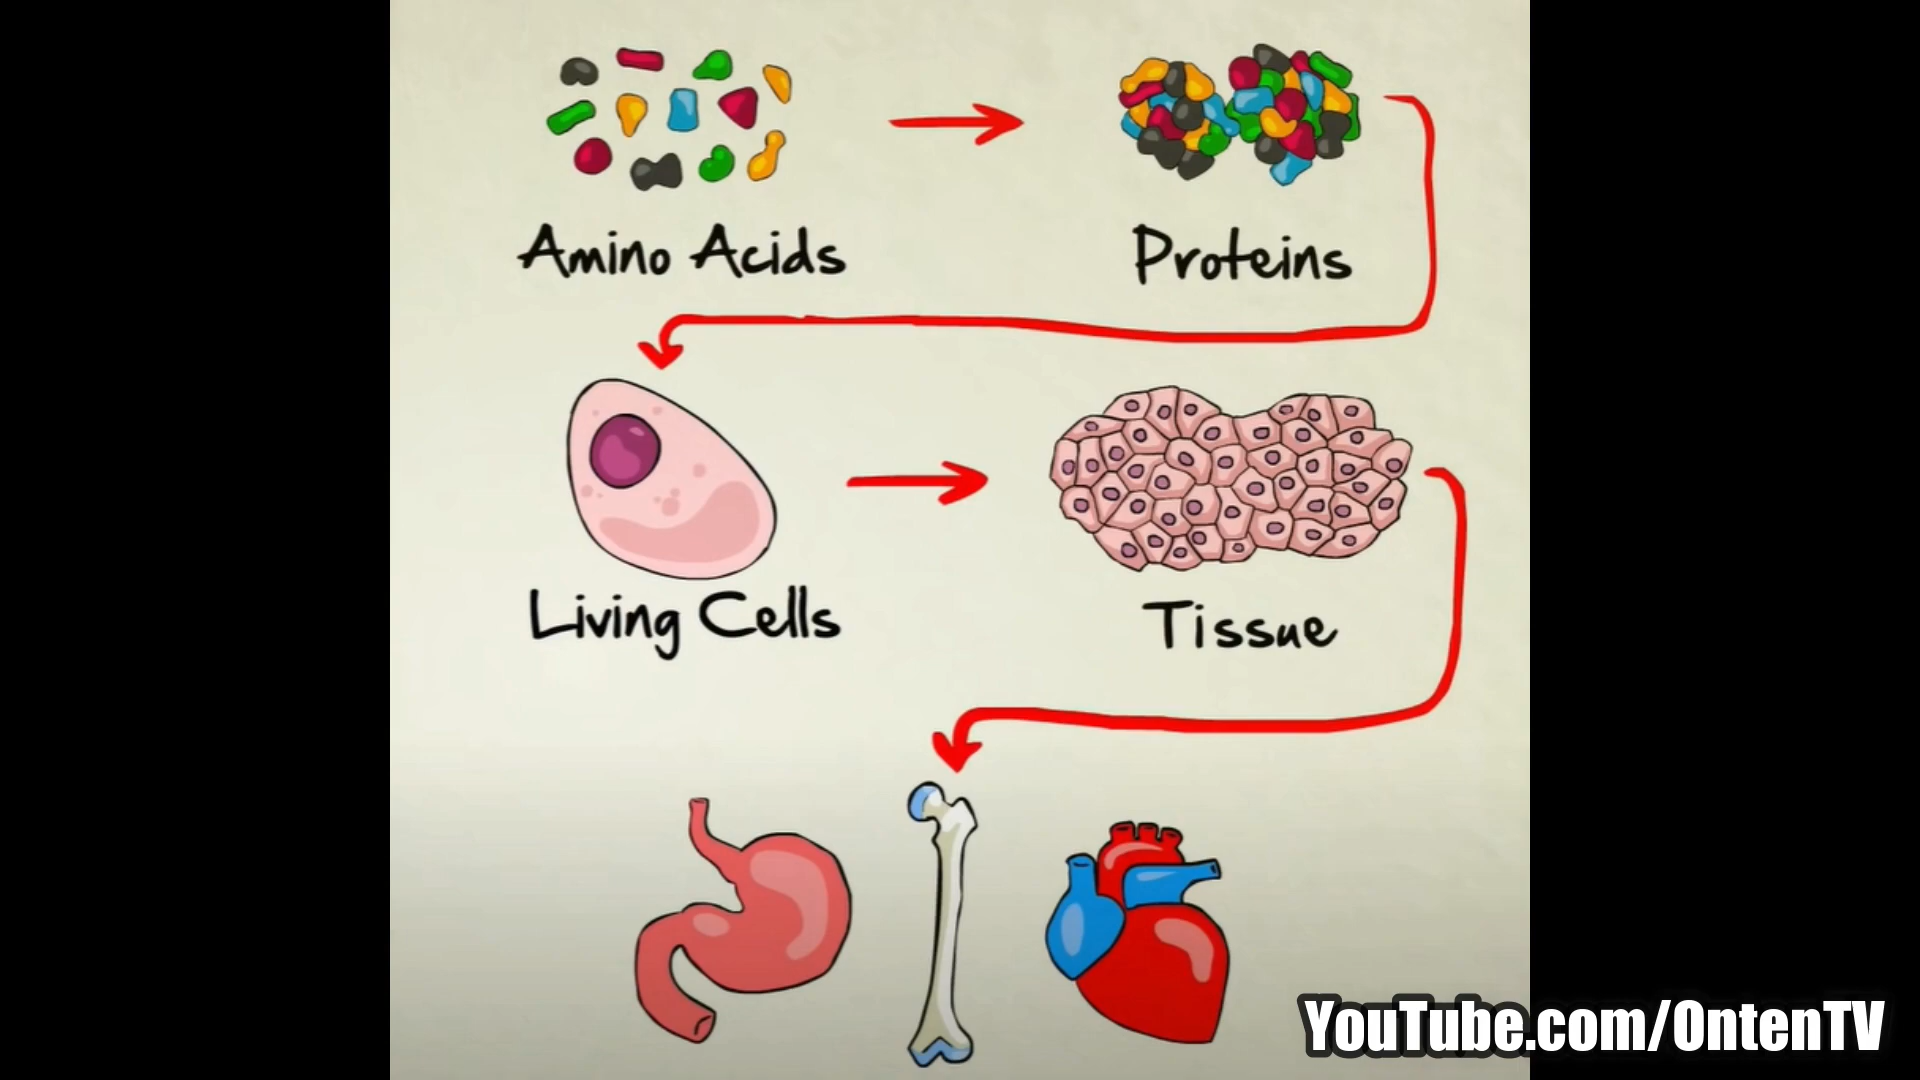 Amino Acids
Proteins
Living Cells
Tissue
YouTube.com/OntenTV